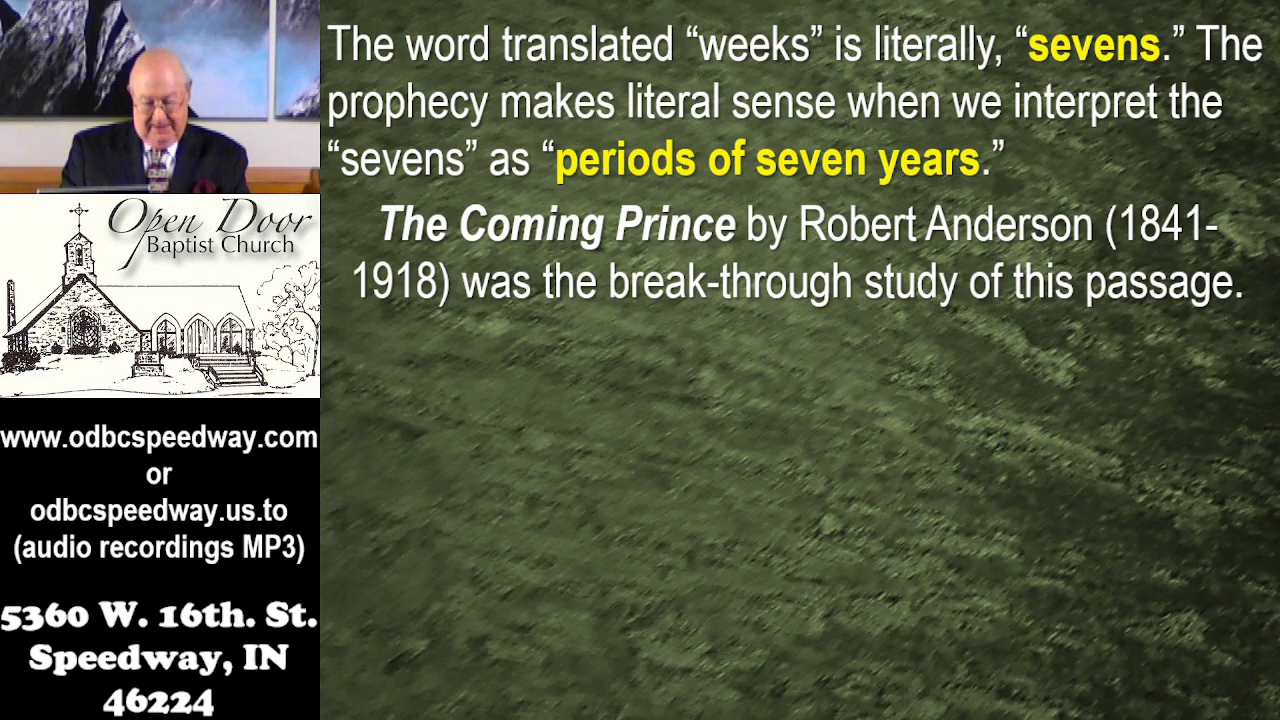 The word translated “weeks” is literally, “sevens.” The
prophecy makes literal sense when we interpret the
“sevens” as “periods of seven years.”
The Coming Prince by Robert Anderson (1841-
1918) was the break-through study of this passage.
Open Door
Baptist Church
www.odbcspeedway.com
or
odbcspeedway.us.to
(audio recordings MP3)
5360 W. 16th. St.
Speedway, IN
46224